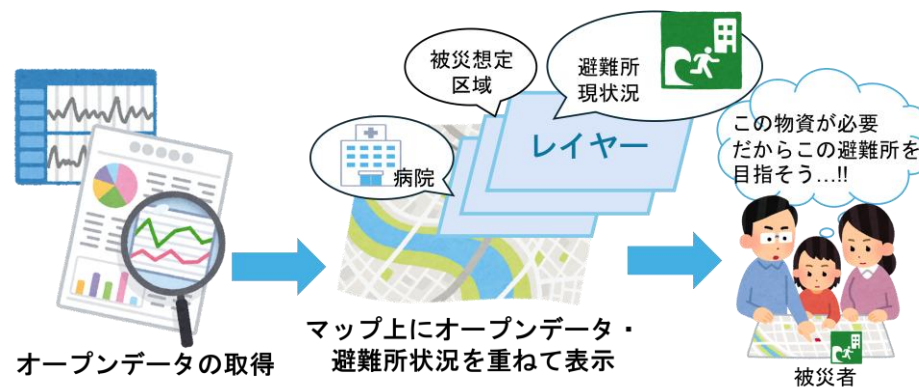 被災想定
区域
避難所
現状況
レイヤー
病院
この物資が必要
だからこの避難所を
目指そう…!!
オープンデータの取得
マップ上にオープンデータ・
避難所状況を重ねて表示
被災者